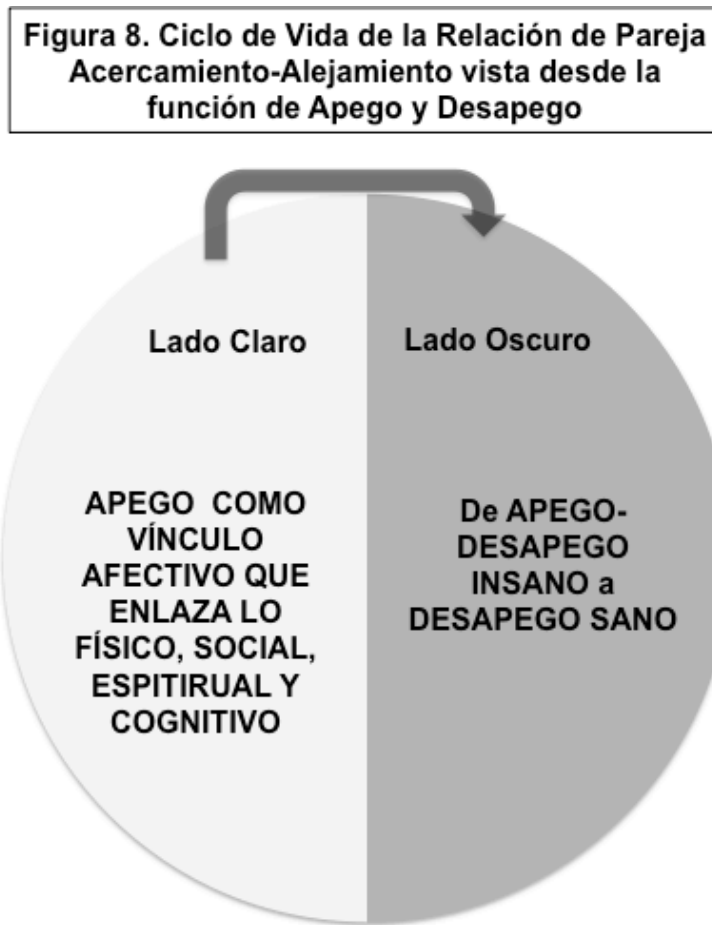 Figura 8. Ciclo de Vida de la Relación de Pareja
Acercamiento-Alejamiento vista desde la
función de Apego y Desapego
Lado Claro
Lado Oscuro
APEGO COMO
VÍNCULO
AFECTIVO QUE
ENLAZA LO
FÍSICO, SOCIAL,
ESPITIRUAL Y
COGNITIVO
De APEGO-
DESAPEGO
INSANO a
DESAPEGO SANO